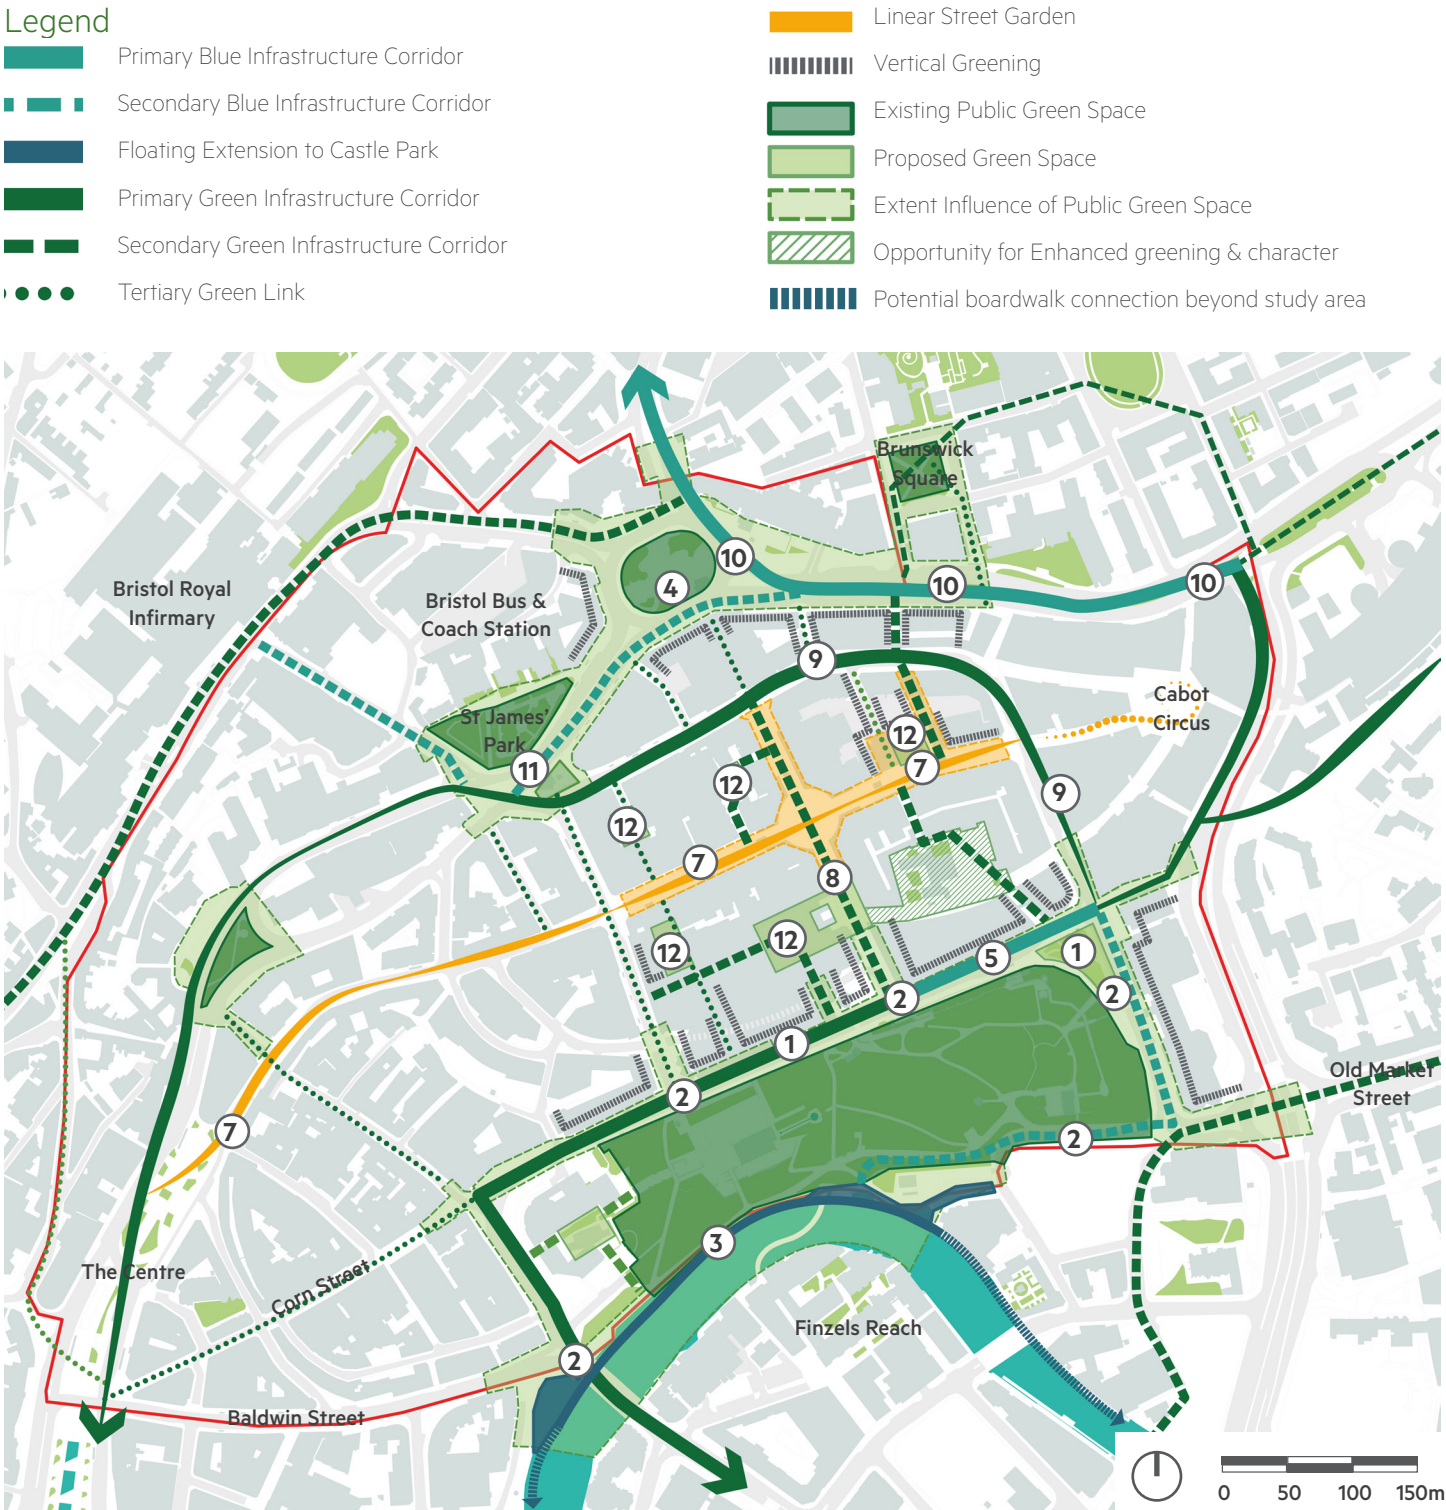 Legend
Primary Blue Infrastructure Corridor
Secondary Blue Infrastructure Corridor
Floating Extension to Castle Park
Primary Green Infrastructure Corridor
Secondary Green Infrastructure Corridor
Tertiary Green Link
Linear Street Garden
Vertical Greening
Existing Public Green Space
Proposed Green Space
Extent Influence of Public Green Space
Opportunity for Enhanced greening & character
Potential boardwalk connection beyond study area
Brunswick
Square
10
10
10
4
Bristol Royal
Infirmary
Bristol Bus &
Coach Station
9
Cabot
Circus
St James'
Park
11
12
7
12
9
12
7
8
12
12
5
1
2
2
1
2
Old Market
Street
7
2
3
The Centre
Corn Street
Finzels Reach
2
Baldwin Street
0 50 100 150m